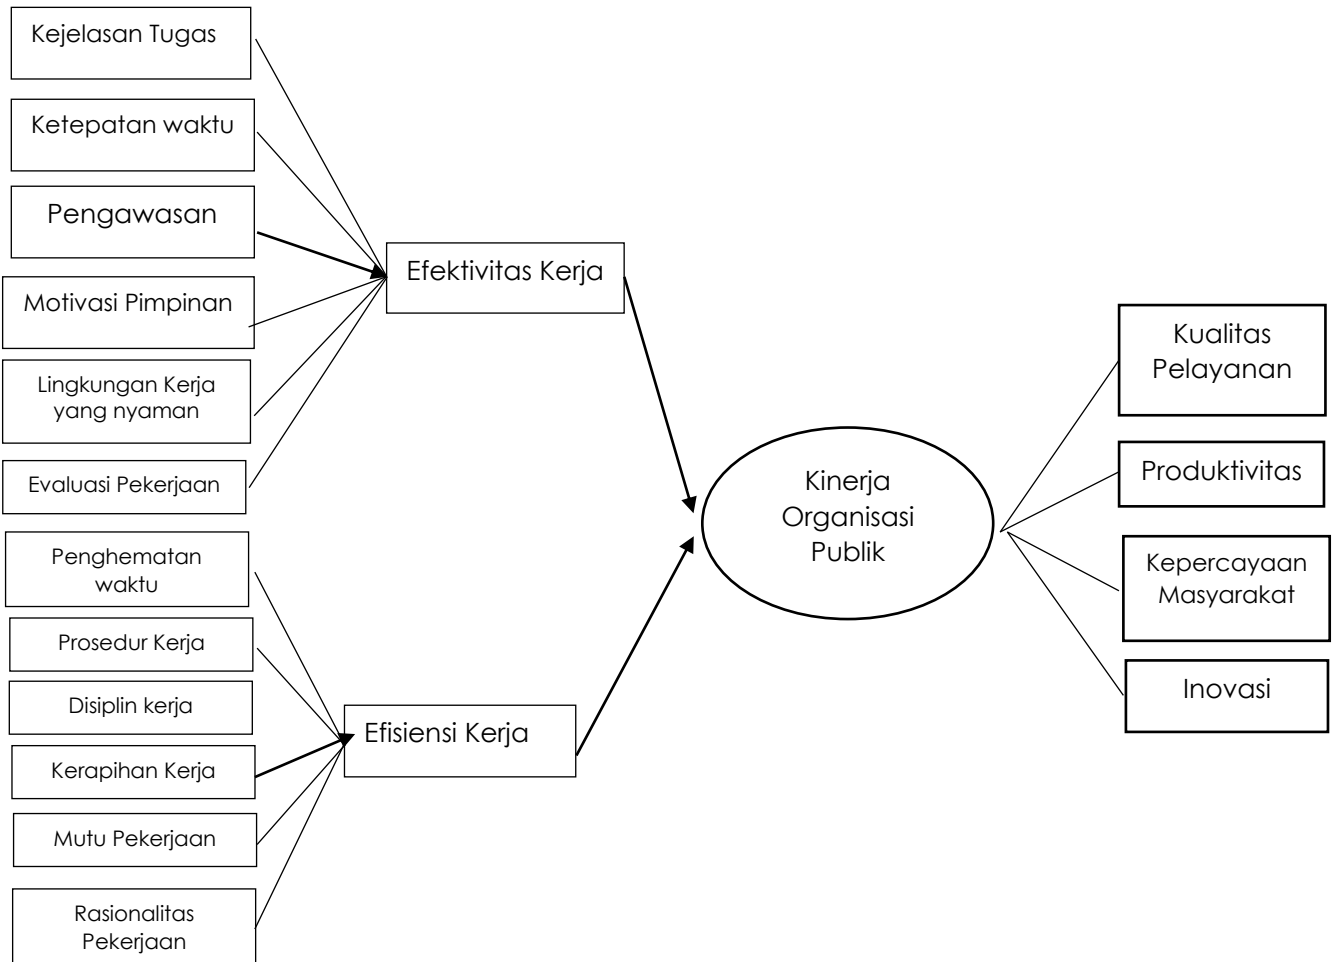 Kejelasan Tugas
Ketepatan waktu
Pengawasan
Motivasi Pimpinan
Lingkungan Kerja
yang nyaman
Evaluasi Pekerjaan
Penghematan
waktu
Prosedur Kerja
Disiplin kerja
Kerapihan Kerja
Mutu Pekerjaan
Rasionalitas
Pekerjaan
Efektivitas Kerja
Efisiensi Kerja
Kinerja
Organisasi
Publik
Kualitas
Pelayanan
Produktivitas
Kepercayaan
Masyarakat
Inovasi